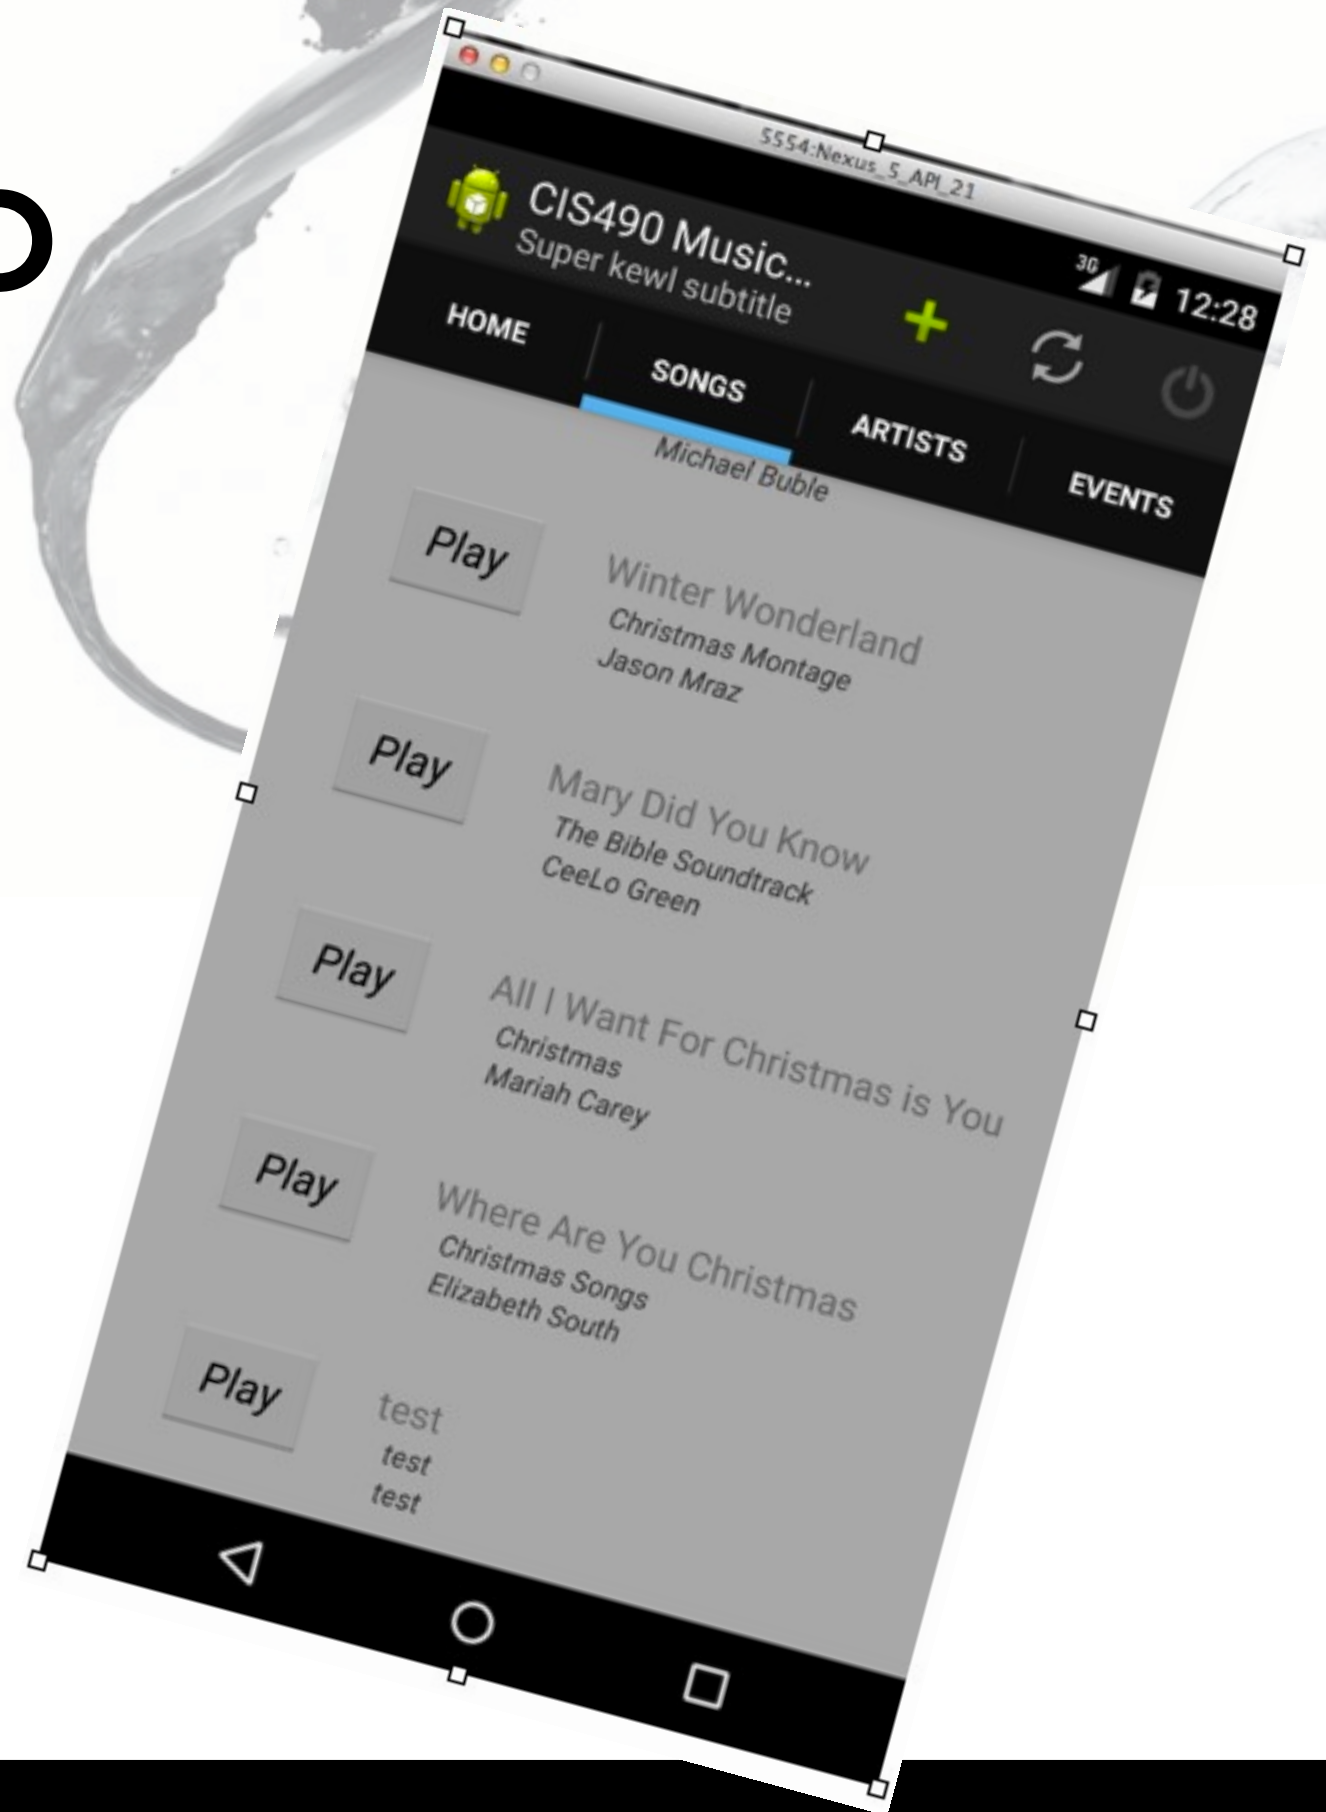 5554:Nexus_5_API_21
3G 12:28
CIS490 Music...
Super kewl subtitle
HOME SONGS ARTISTS EVENTS
Michael Buble
Play
Winter Wonderland
Christmas Montage
Jason Mraz
Play
Mary Did You Know
The Bible Soundtrack
CeeLo Green
Play
All I Want For Christmas is You
Christmas
Mariah Carey
Play
Where Are You Christmas
Christmas Songs
Elizabeth South
Play
test
test
test